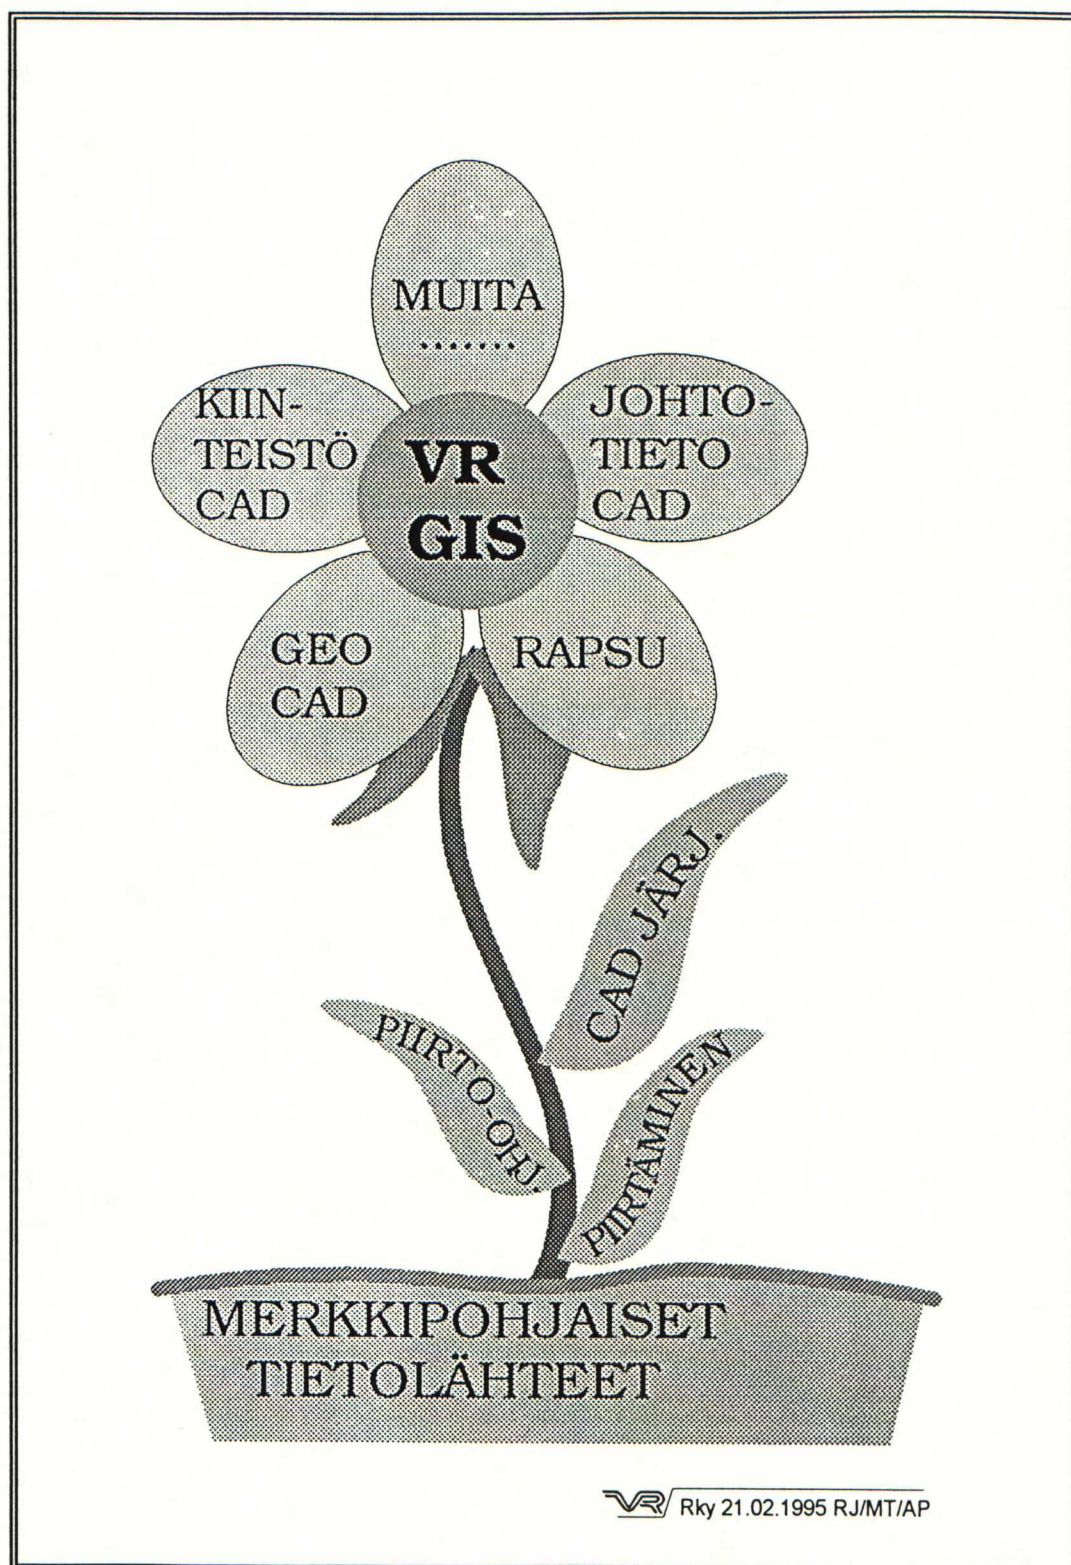 MUITA
.......
KIIN-
TEISTÖ
CAD
VR
GIS
JOHTO-
TIETO
CAD
GEO
CAD
RAPSU
CAD JÄRJ.
PIIRTO-OHJ.
PIIRTÄMINEN
MERKKIPOHJAISET
TIETOLÄHTEET
VR Rky 21.02.1995 RJ/MT/AP